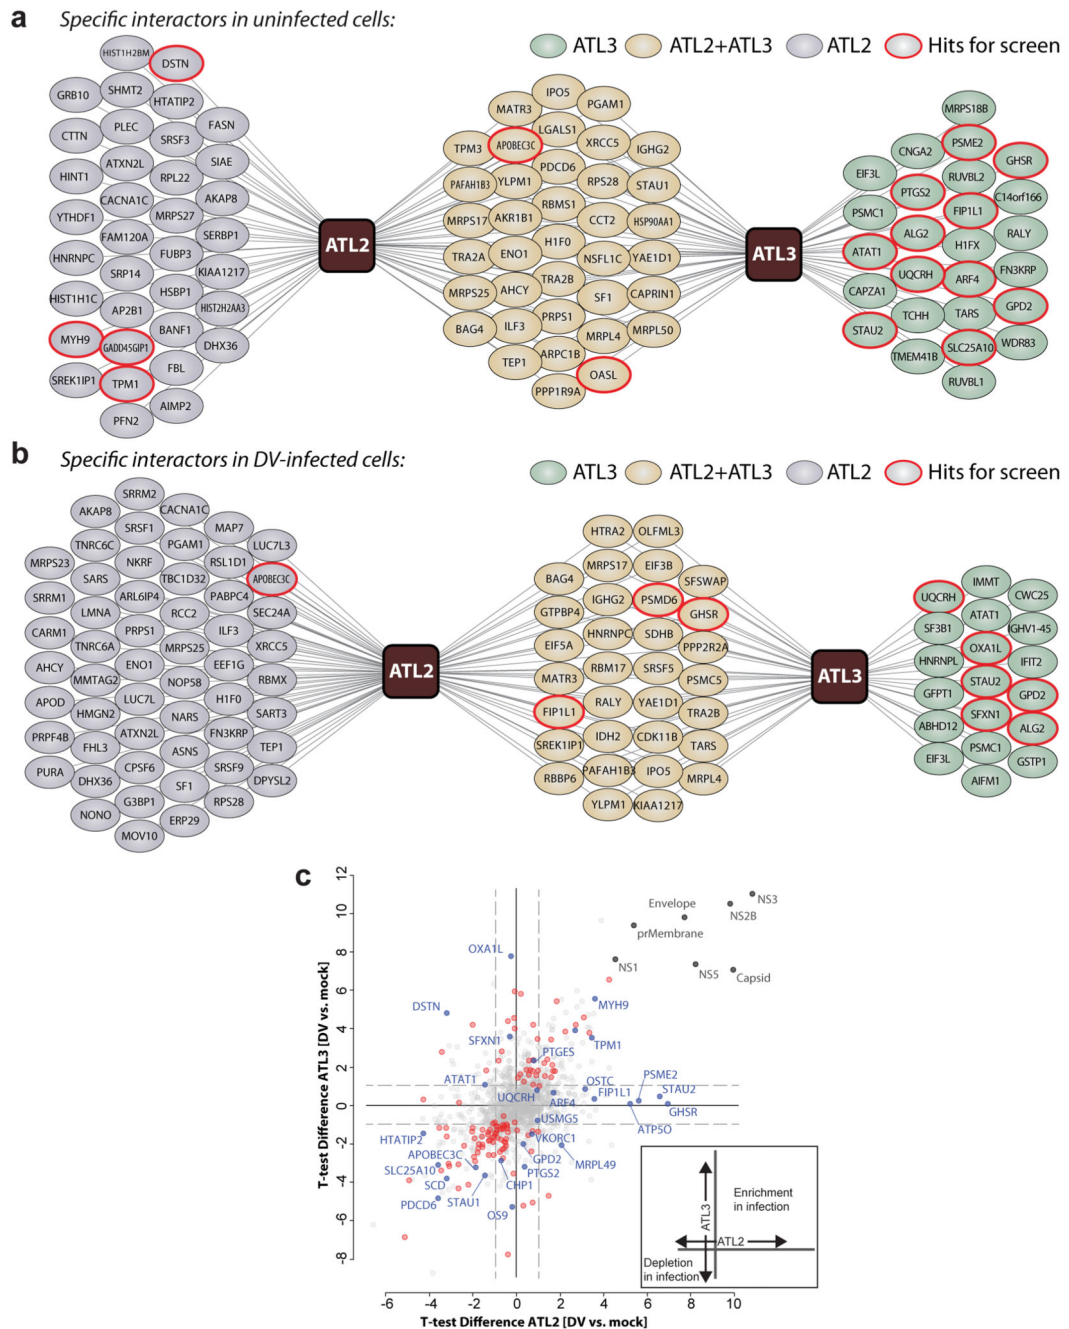 a Specific interactors in uninfected cells:
ATL3 ATL2+ATL3 ATL2 Hits for screen
HIST1H2BM
DSTN
GRB10
SHMT2
HTATIP2
CTTN
PLEC
SRSF3
FASN
HINT1
ATXN2L
RPL22
SIAE
YTHDF1
CACNA1C
MRPS27
AKAP8
HNRNPC
FAM120A
FUBP3
SERBP1
HIST1H1C
SRP14
HSBP1
KIAA1217
MYH9
AP2B1
BANF1
HIST2H2AA3
SREK1IP1
GADD45GIP1
FBL
DHX36
TPM1
AIMP2
PFN2
ATL2
IPO5
MATR3
PGAM1
TPM3
APOBEC3C
LGALS1
XRCC5
IGHG2
PAFAH1B3
YLPM1
PDCD6
RPS28
STAU1
MRPS17
AKR1B1
RBMS1
CCT2
HSP90AA1
TRA2A
ENO1
H1F0
NSFL1C
YAE1D1
MRPS25
AHCY
TRA2B
SF1
CAPRIN1
BAG4
ILF3
PRPS1
MRPL4
MRPL50
TEP1
ARPC1B
OASL
PPP1R9A
ATL3
MRPS18B
CNGA2
PSME2
GHSR
EIF3L
PTGS2
RUVBL2
C14orf166
PSMC1
ALG2
FIP1L1
RALY
ATAT1
UQCRH
H1FX
FN3KRP
CAPZA1
TCHH
ARF4
GPD2
STAU2
TMEM41B
TARS
WDR83
SLC25A10
RUVBL1
b Specific interactors in DV-infected cells:
ATL3 ATL2+ATL3 ATL2 Hits for screen
SRRM2
AKAP8
CACNA1C
SRSF1
MAP7
TNRC6C
PGAM1
LUC7L3
MRPS23
NKRF
RSL1D1
SARS
TBC1D32
APOBEC3C
SRRM1
ARL6IP4
PABPC4
LMNA
RCC2
SEC24A
CARM1
PRPS1
ILF3
TNRC6A
MRPS25
XRCC5
AHCY
ENO1
EEF1G
MMTAG2
NOP58
RBMX
APOD
LUC7L
H1F0
HMGN2
NARS
SART3
PRPF4B
ATXN2L
FN3KRP
FHL3
ASNS
TEP1
PURA
CPSF6
SRSF9
DHX36
SF1
DPYSL2
G3BP1
RPS28
NONO
ERP29
MOV10
ATL2
HTRA2
OLFML3
MRPS17
EIF3B
BAG4
SFSWAP
IGHG2
PSMD6
GTPBP4
GHSR
HNRNPC
SDHB
EIF5A
PPP2R2A
RBM17
SRSF5
MATR3
PSMC5
RALY
YAE1D1
FIP1L1
TRA2B
IDH2
CDK11B
SREK1IP1
TARS
PAFAH1B3
IPO5
RBBP6
MRPL4
YLPM1
KIAA1217
ATL3
IMMT
UQCRH
CWC25
ATAT1
SF3B1
IGHV1-45
OXA1L
HNRNPL
IFIT2
STAU2
GFPT1
GPD2
SFXN1
ABHD12
ALG2
PSMC1
EIF3L
GSTP1
AIFM1
c
T-test Difference ATL3 [DV vs. mock]
12
10
8
6
4
2
0
-2
-4
-6
-8
NS3
Envelope
NS2B
prMembrane
OXA1L
NS1
NS5
Capsid
DSTN
MYH9
SFXN1
TPM1
PTGES
ATAT1
OSTC
PSME2
UQCRH
ARF4
FIP1L1
STAU2
GHSR
USMG5
ATP5O
HTATIP2
VKORC1
APOBEC3C
GPD2
MRPL49
SLC25A10
PTGS2
SCD
CHP1
PDCD6
STAU1
OS9
Enrichment
in infection
ATL3
ATL2
Depletion
in infection
-6 -4 -2 0 2 4 6 8 10
T-test Difference ATL2 [DV vs. mock]